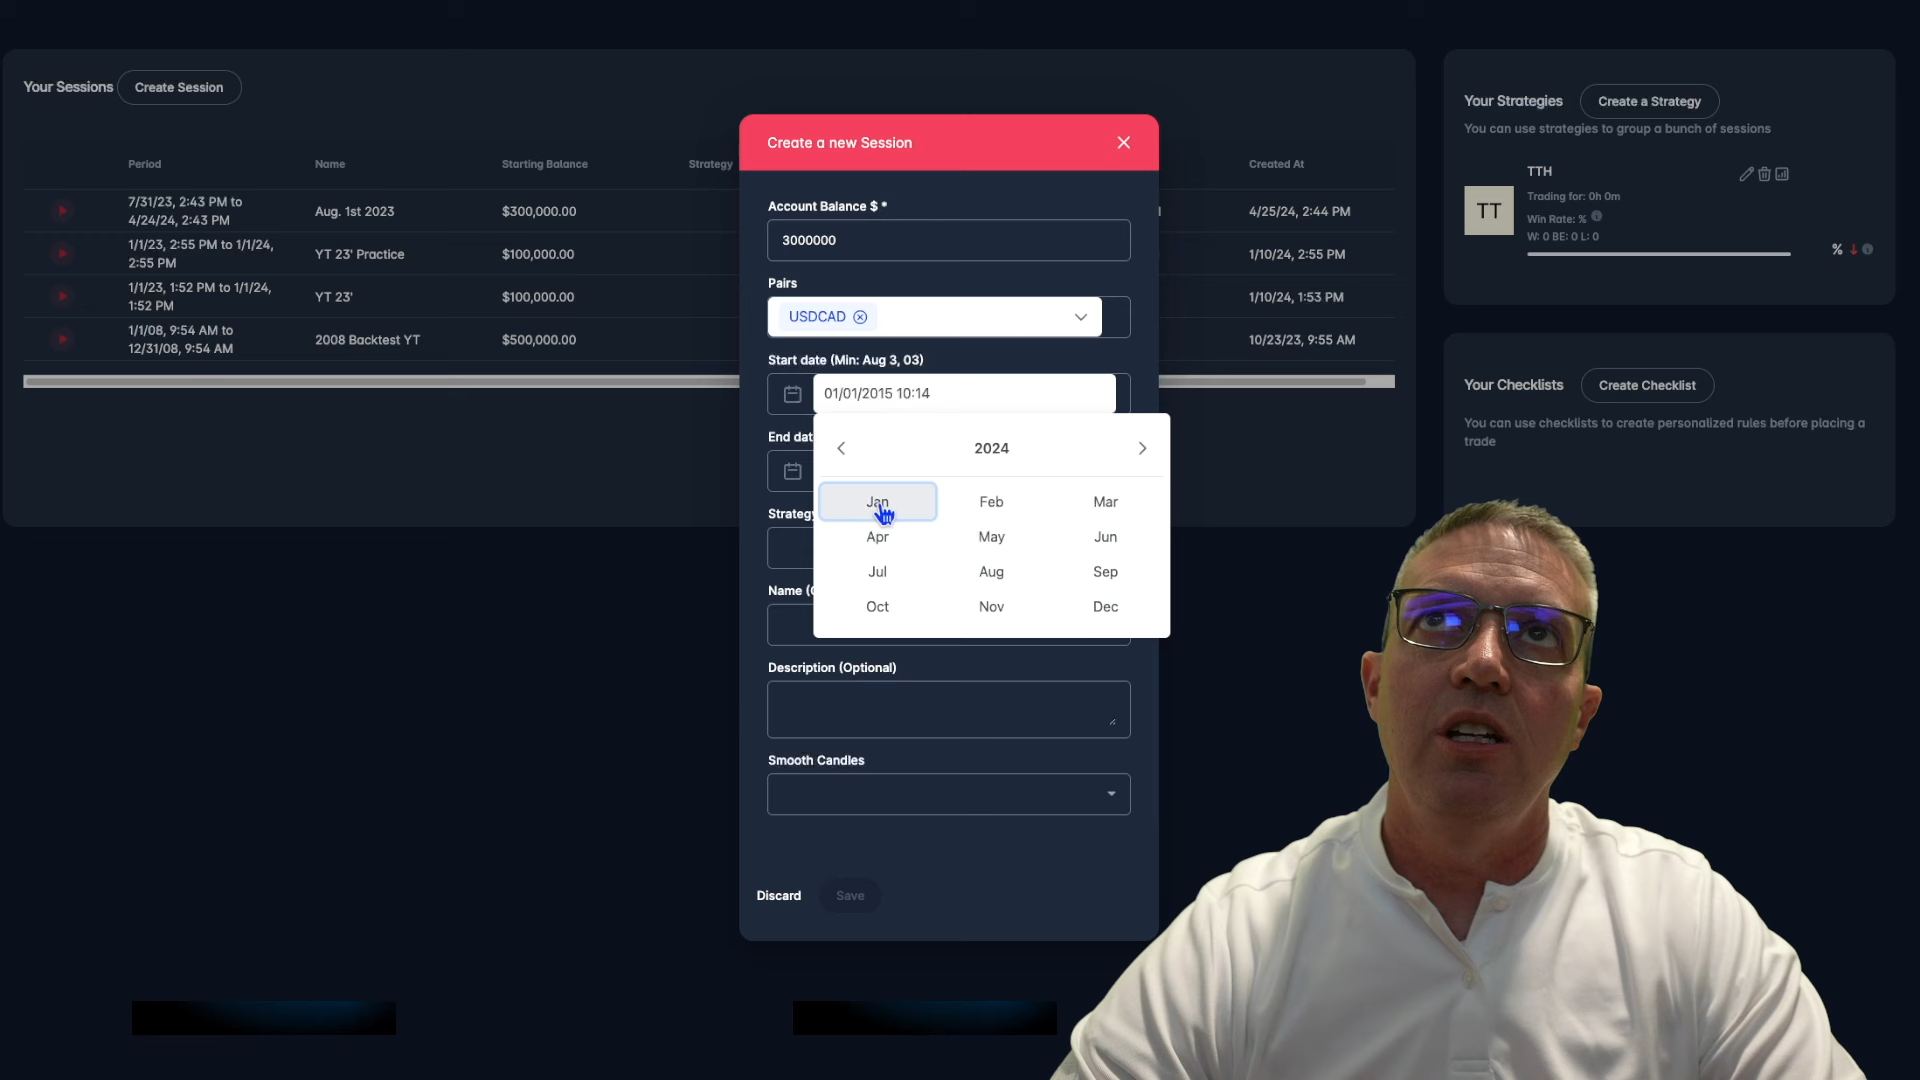 Your Sessions
Create Session
Period
Name
Starting Balance
Strategy
Created At
7/31/23, 2:43 PM to
4/24/24, 2:43 PM
Aug. 1st 2023
$300,000.00
4/25/24, 2:44 PM
1/1/23, 2:55 PM to 1/1/24,
2:55 PM
YT 23' Practice
$100,000.00
1/10/24, 2:55 PM
1/1/23, 1:52 PM to 1/1/24,
1:52 PM
YT 23'
$100,000.00
1/10/24, 1:53 PM
1/1/08, 9:54 AM to
12/31/08, 9:54 AM
2008 Backtest YT
$500,000.00
10/23/23, 9:55 AM
Create a new Session
Account Balance $ *
3000000
Pairs
USDCAD
Start date (Min: Aug 3, 03)
01/01/2015 10:14
End dat
2024
Jan
Feb
Mar
Apr
May
Jun
Jul
Aug
Sep
Oct
Nov
Dec
Strategy
Name (
Description (Optional)
Smooth Candles
Discard
Save
Your Strategies
Create a Strategy
You can use strategies to group a bunch of sessions
TTH
TT
Trading for: 0h 0m
Win Rate: %
W: 0 BE: 0 L: 0
%
Your Checklists
Create Checklist
You can use checklists to create personalized rules before placing a
trade